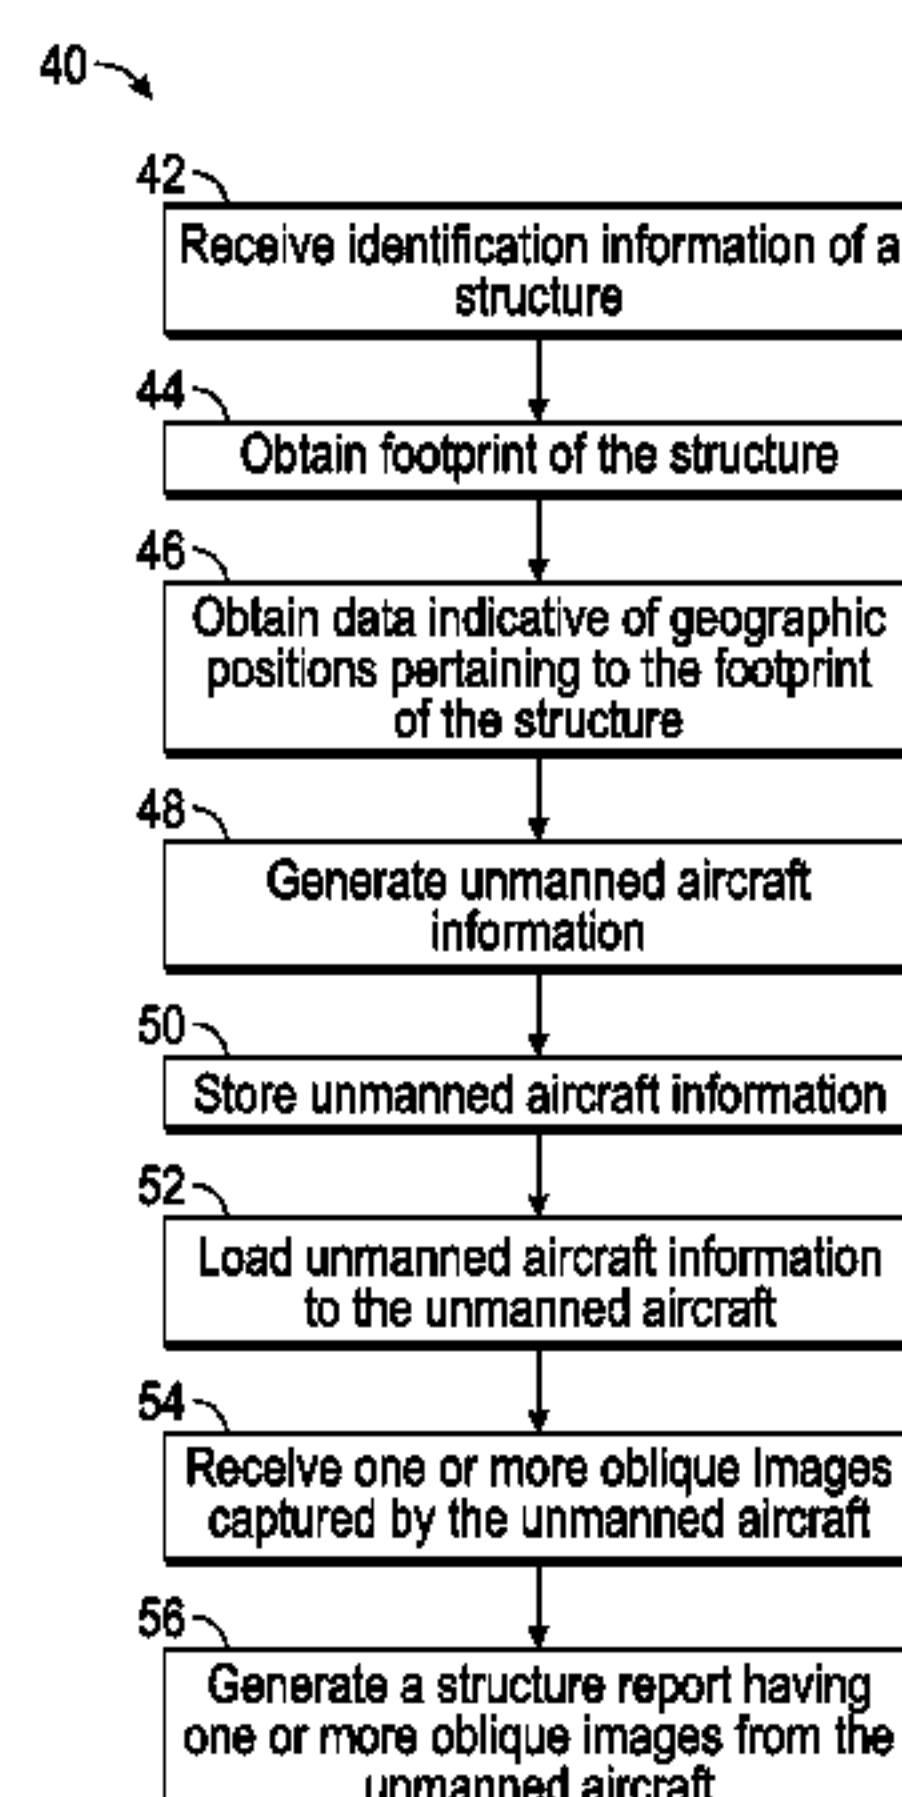 40
42
Receive identification information of a
structure
44
Obtain footprint of the structure
46
Obtain data indicative of geographic
positions pertaining to the footprint
of the structure
48
Generate unmanned aircraft
information
50
Store unmanned aircraft information
52
Load unmanned aircraft information
to the unmanned aircraft
54
Receive one or more oblique Images
captured by the unmanned aircraft
56
Generate a structure report having
one or more oblique images from the
unmanned aircraft